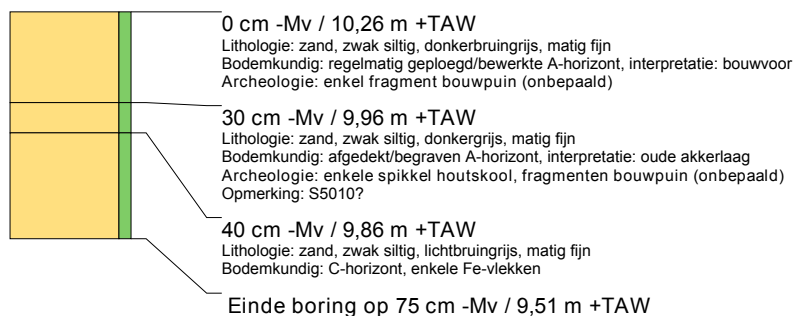 0 cm -Mv / 10,26 m +TAW
Lithologie: zand, zwak siltig, donkerbruingrijs, matig fijn
Bodemkundig: regelmatig geploegd/bewerkte A-horizont, interpretatie: bouwvoor
Archeologie: enkel fragment bouwpuin (onbepaald)
30 cm -Mv / 9,96 m +TAW
Lithologie: zand, zwak siltig, donkergrijs, matig fijn
Bodemkundig: afgedekt/begraven A-horizont, interpretatie: oude akkerlaag
Archeologie: enkele spikkel houtskool, fragmenten bouwpuin (onbepaald)
Opmerking: S5010?
40 cm -Mv / 9,86 m +TAW
Lithologie: zand, zwak siltig, lichtbruingrijs, matig fijn
Bodemkundig: C-horizont, enkele Fe-vlekken
Einde boring op 75 cm -Mv / 9,51 m +TAW